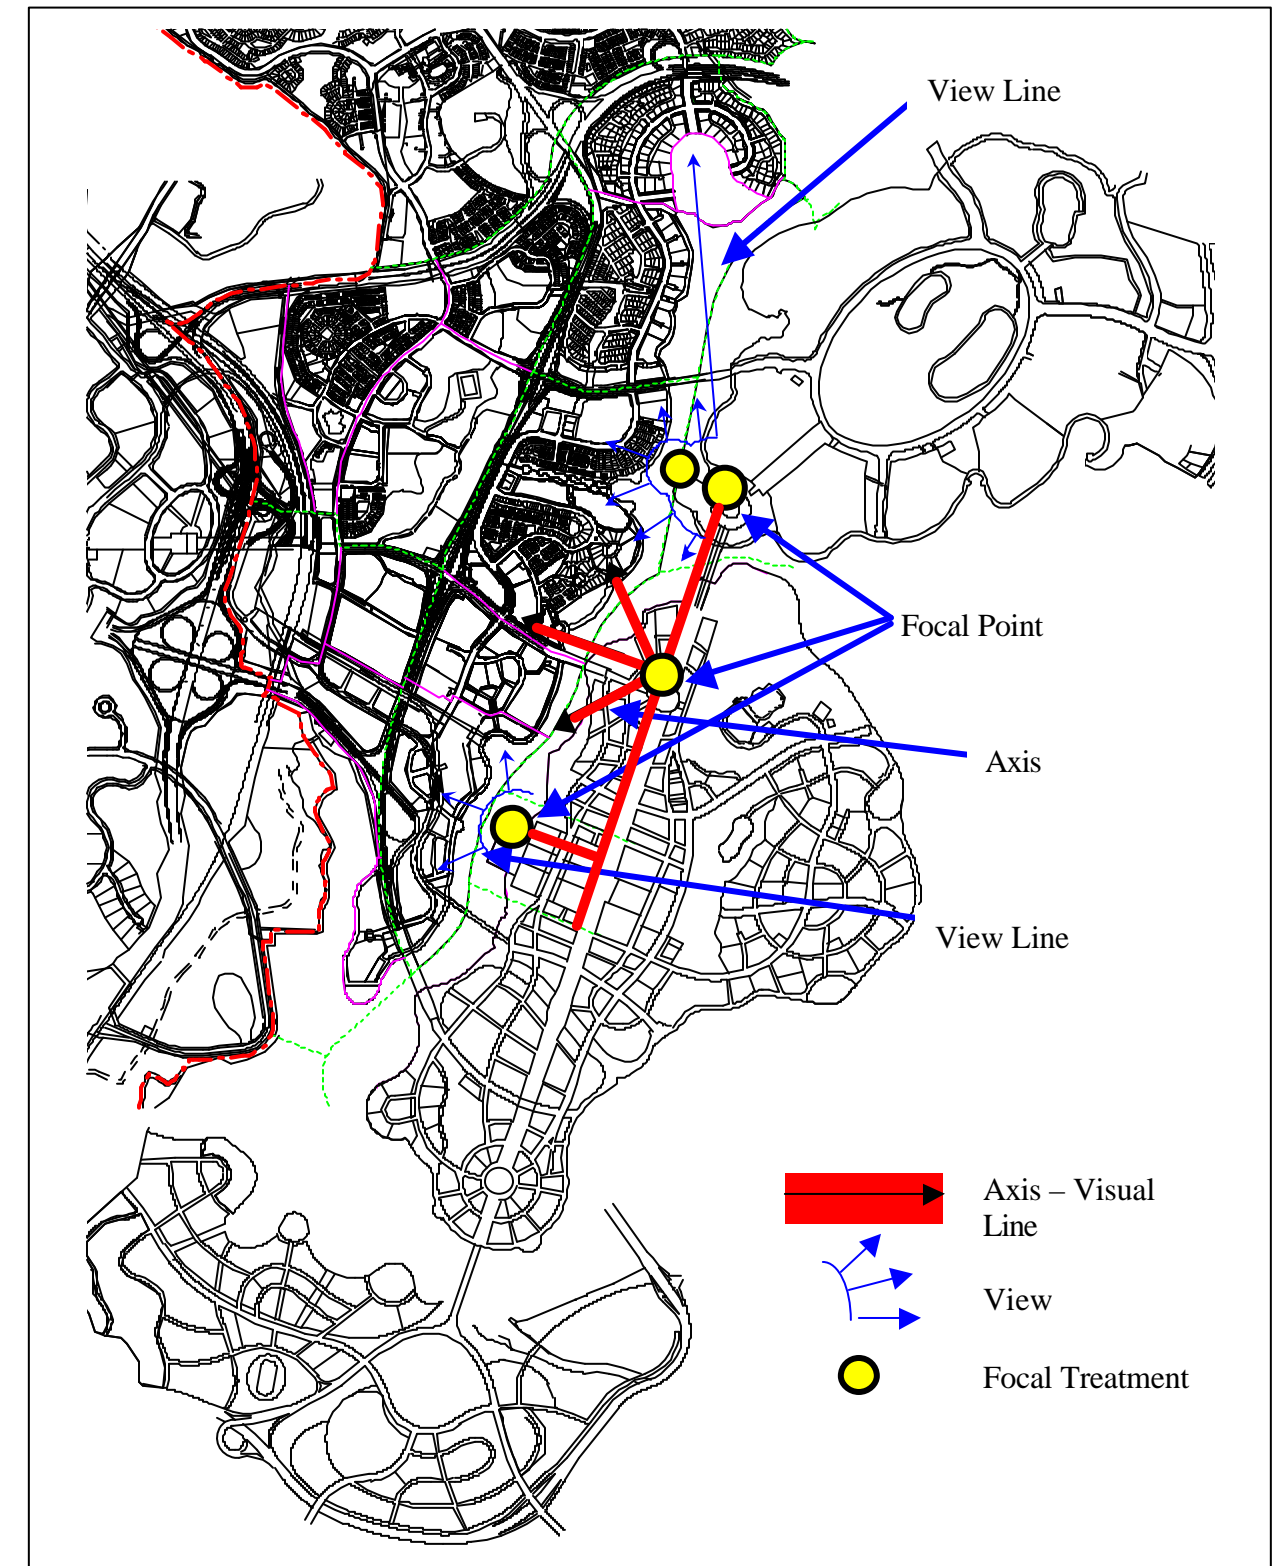 View Line
Focal Point
Axis
View Line
Axis – Visual
Line
View
Focal Treatment